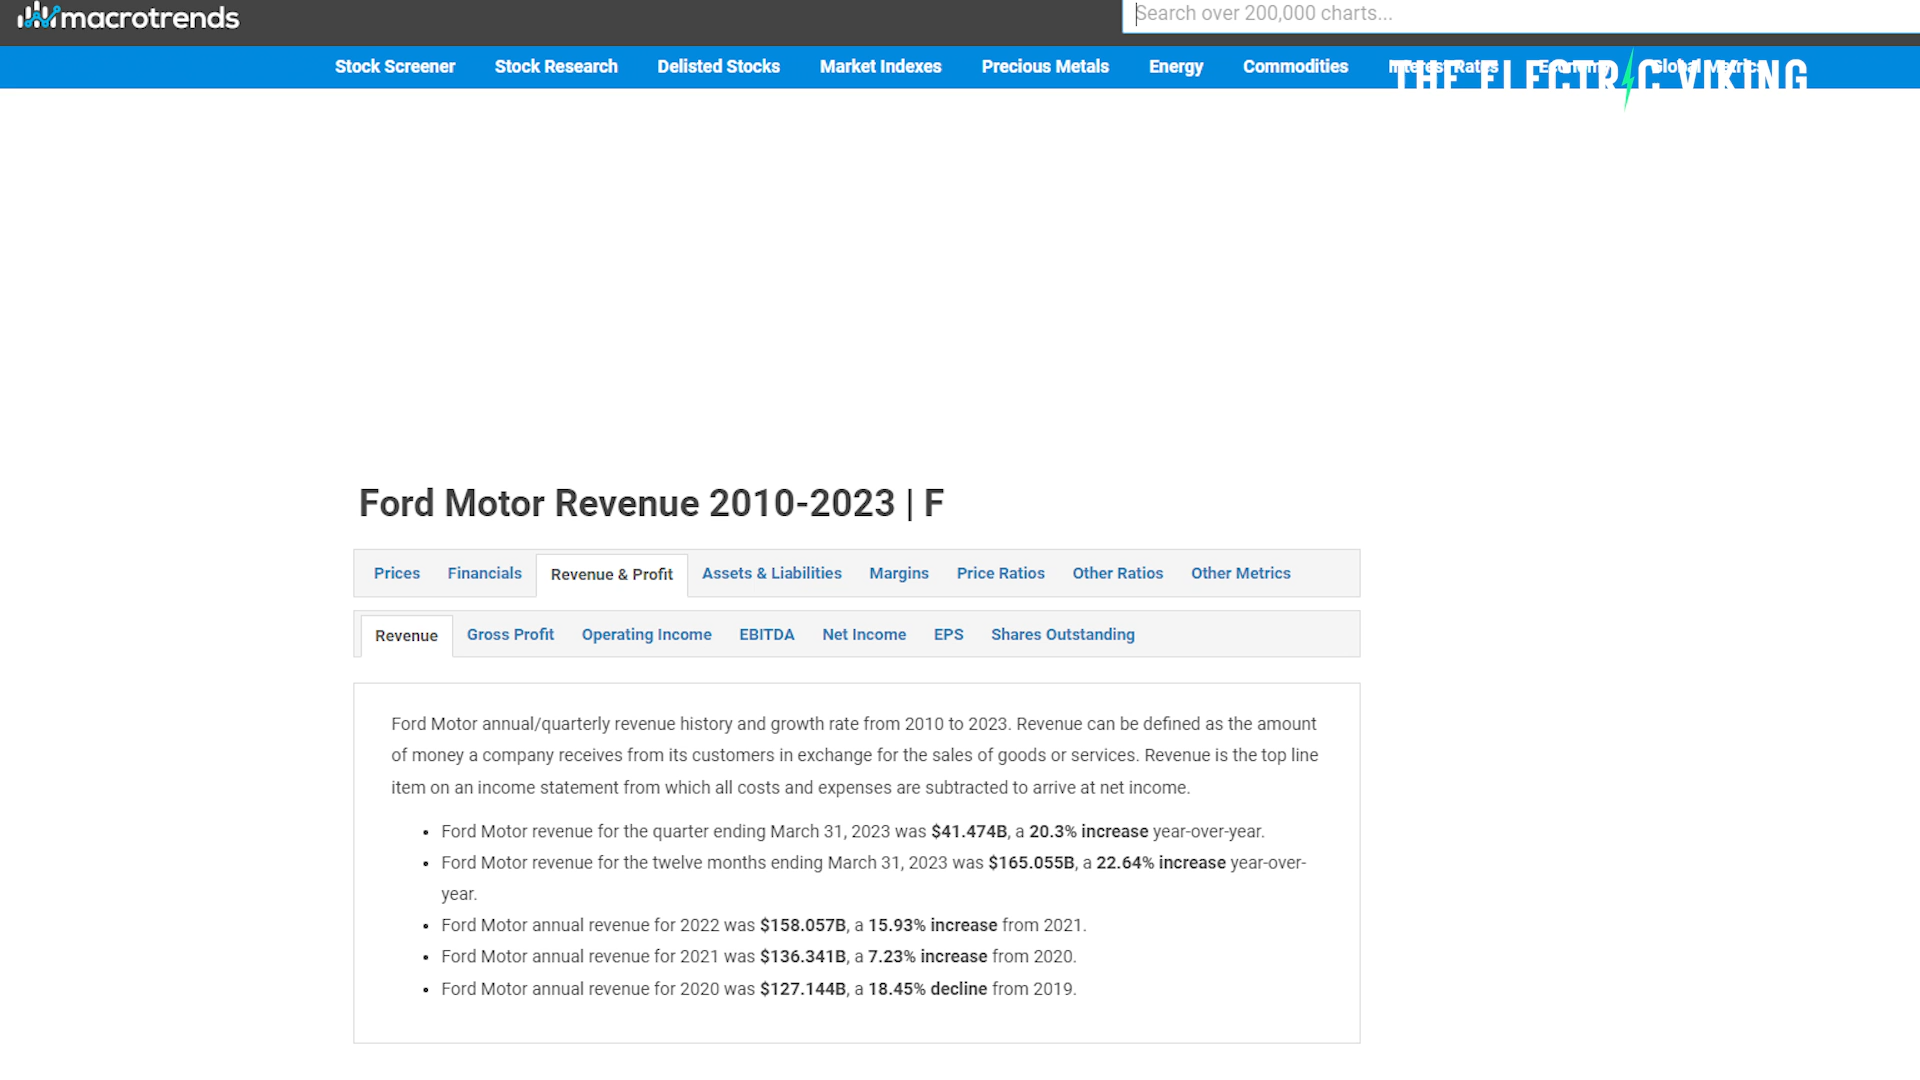 macrotrends
Search over 200,000 charts...
Stock Screener Stock Research Delisted Stocks Market Indexes Precious Metals Energy Commodities Interest Rates Economy Global Metrics
THE ELECTRIC VIKING
Ford Motor Revenue 2010-2023 | F
Prices Financials Revenue & Profit Assets & Liabilities Margins Price Ratios Other Ratios Other Metrics
Revenue Gross Profit Operating Income EBITDA Net Income EPS Shares Outstanding
Ford Motor annual/quarterly revenue history and growth rate from 2010 to 2023. Revenue can be defined as the amount
of money a company receives from its customers in exchange for the sales of goods or services. Revenue is the top line
item on an income statement from which all costs and expenses are subtracted to arrive at net income.
• Ford Motor revenue for the quarter ending March 31, 2023 was $41.474B, a 20.3% increase year-over-year.
• Ford Motor revenue for the twelve months ending March 31, 2023 was $165.055B, a 22.64% increase year-over-
year.
• Ford Motor annual revenue for 2022 was $158.057B, a 15.93% increase from 2021.
• Ford Motor annual revenue for 2021 was $136.341B, a 7.23% increase from 2020.
• Ford Motor annual revenue for 2020 was $127.144B, a 18.45% decline from 2019.